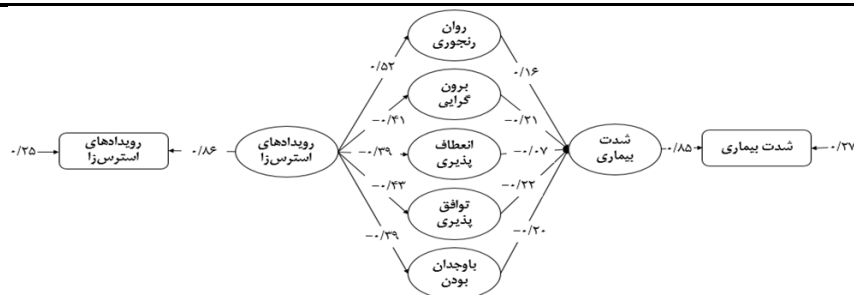 روان
رنجوری
۰/۵۲
۰/۱۶
برون
گرایی
−۰/۴۱
−۰/۲۱
شدت بیماری
۰/۲۷
۰/۸۵
شدت
بیماری
−۰/۰۷
انعطاف
پذیری
−۰/۳۹
رویدادهای
استرس‌زا
۰/۸۶
رویدادهای
استرس‌زا
۰/۲۵
−۰/۲۲
توافق
پذیری
−۰/۴۳
−۰/۲۰
باوجدان
بودن
−۰/۳۹